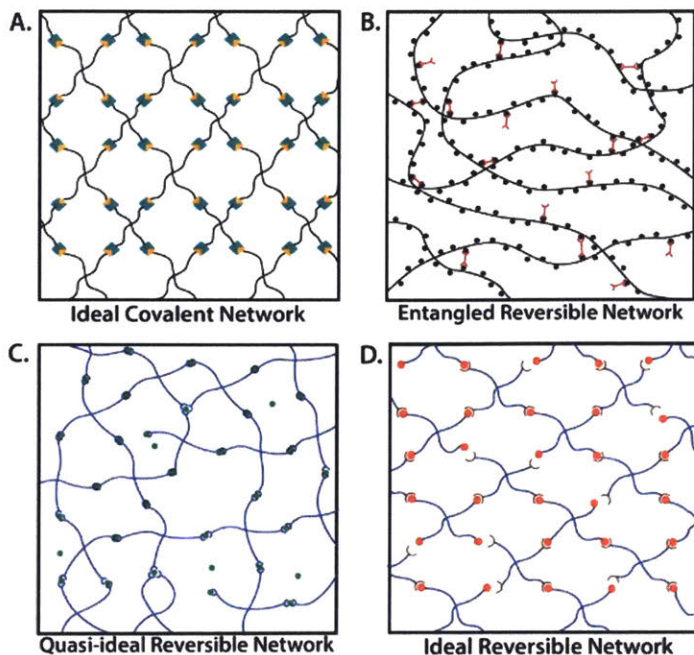 A.
Ideal Covalent Network
B.
Entangled Reversible Network
C.
Quasi-ideal Reversible Network
D.
Ideal Reversible Network